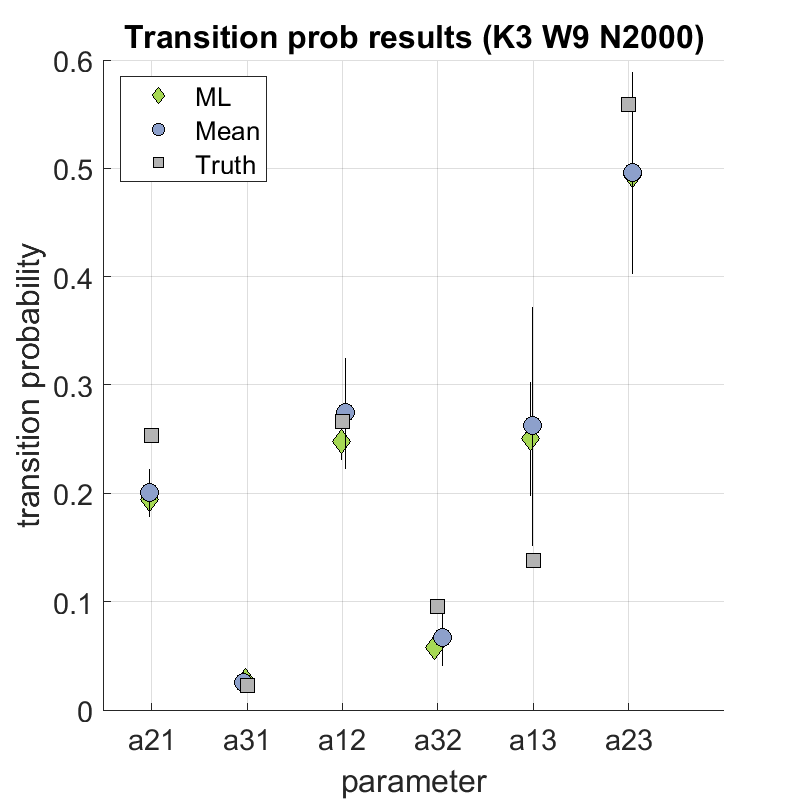 Transition prob results (K3 W9 N2000)
ML
Mean
Truth
0.6
0.5
0.4
0.3
0.2
0.1
0
transition probability
a21 a31 a12 a32 a13 a23
parameter